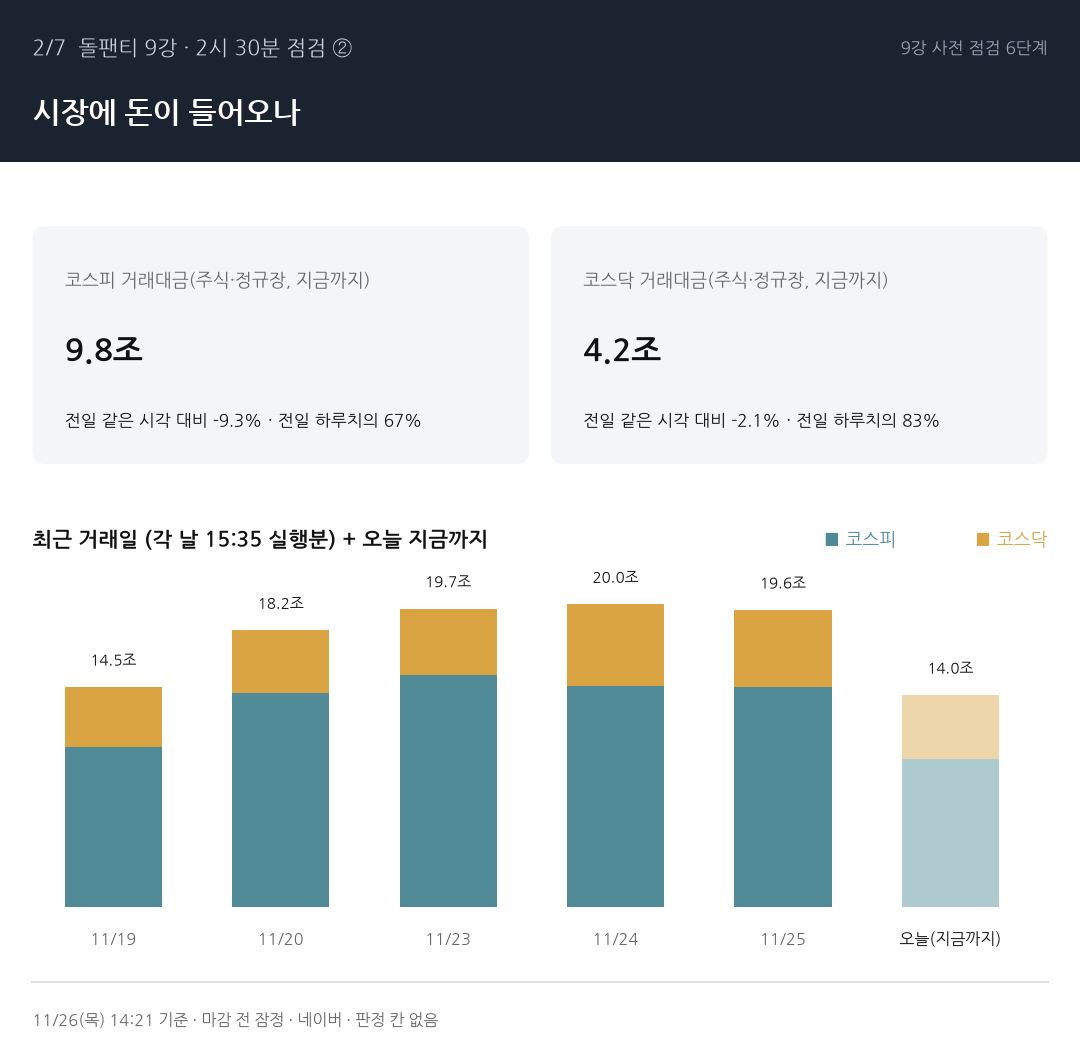 2/7 돌팬티 9강 · 2시 30분 점검 ②
9강 사전 점검 6단계
시장에 돈이 들어오나
코스피 거래대금(주식·정규장, 지금까지)
9.8조
전일 같은 시각 대비 -9.3% · 전일 하루치의 67%
코스닥 거래대금(주식·정규장, 지금까지)
4.2조
전일 같은 시각 대비 -2.1% · 전일 하루치의 83%
최근 거래일 (각 날 15:35 실행분) + 오늘 지금까지
■ 코스피
■ 코스닥
14.5조
18.2조
19.7조
20.0조
19.6조
14.0조
11/19
11/20
11/23
11/24
11/25
오늘(지금까지)
11/26(목) 14:21 기준 · 마감 전 잠정 · 네이버 · 판정 칸 없음